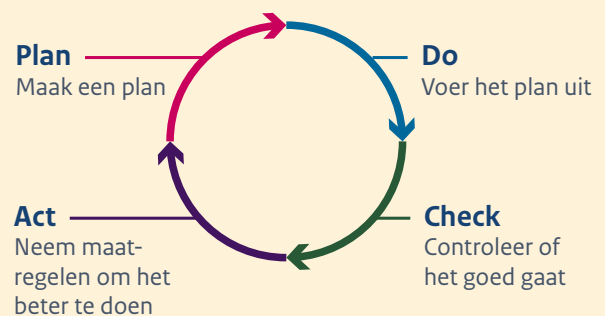 Plan
Maak een plan
Do
Voer het plan uit
Act
Neem maat-
regelen om het
beter te doen
Check
Controleer of
het goed gaat